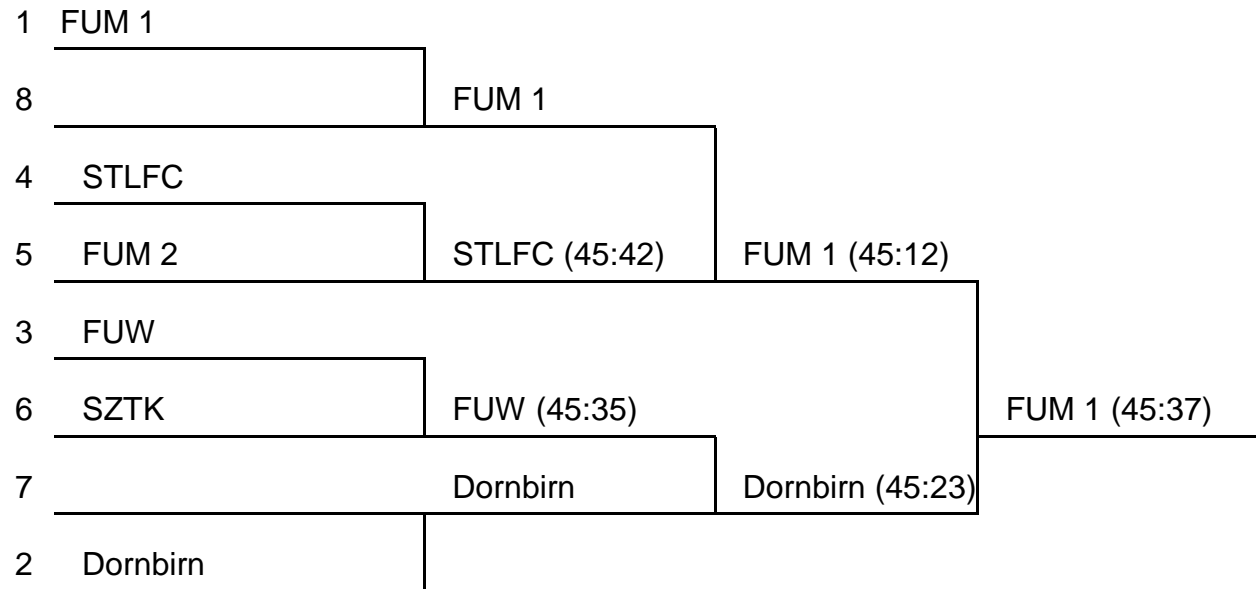 1 FUM 1
8 FUM 1
4 STLFC
5 FUM 2 STLFC (45:42) FUM 1 (45:12)
3 FUW
6 SZTK FUW (45:35) FUM 1 (45:37)
7 Dornbirn Dornbirn (45:23)
2 Dornbirn